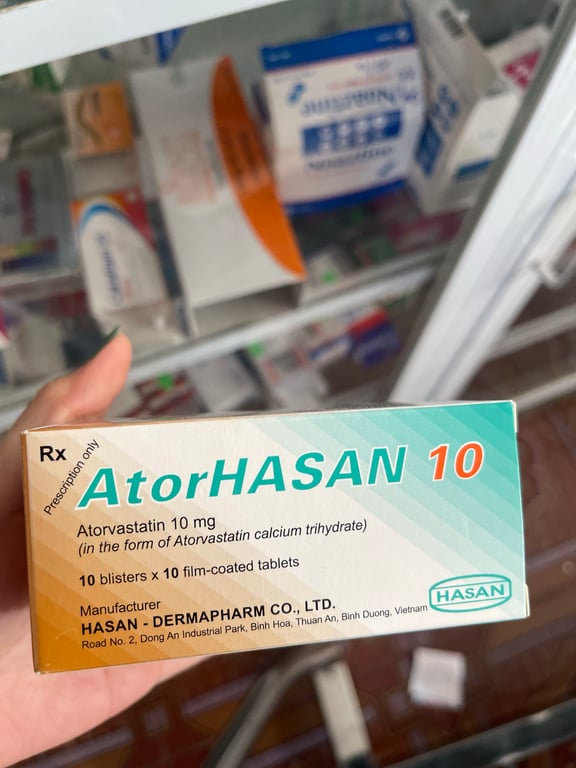 Rx
Prescription only
AtorHASAN 10
Atorvastatin 10 mg
(in the form of Atorvastatin calcium trihydrate)
10 blisters x 10 film-coated tablets
Manufacturer
HASAN - DERMAPHARM CO., LTD.
Road No. 2, Dong An Industrial Park, Binh Hoa, Thuan An, Binh Duong, Vietnam
HASAN